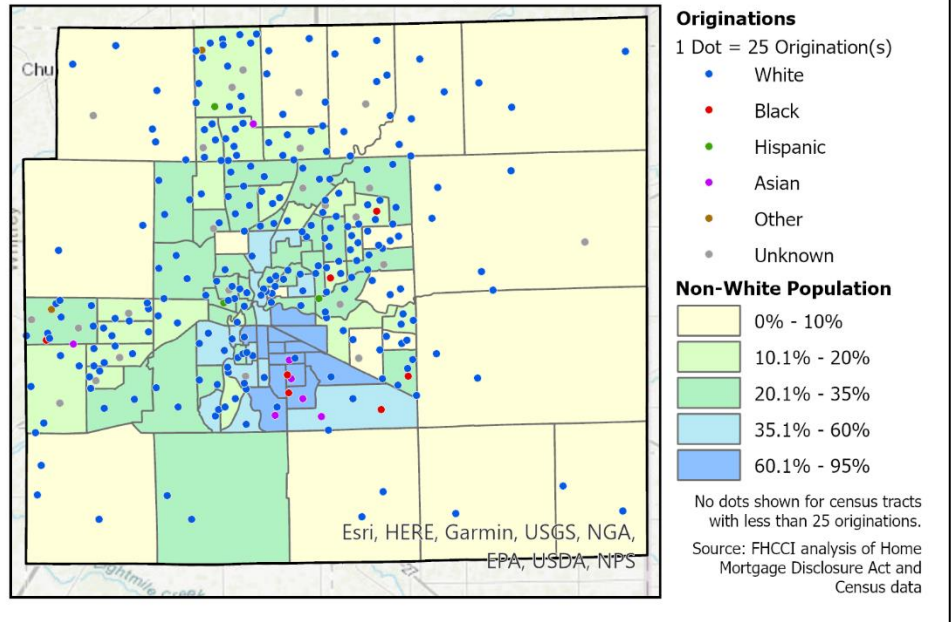 Originations
1 Dot = 25 Origination(s)
White
Black
Hispanic
Asian
Other
Unknown
Non-White Population
0% - 10%
10.1% - 20%
20.1% - 35%
35.1% - 60%
60.1% - 95%
No dots shown for census tracts
with less than 25 originations.
Source: FHCCI analysis of Home
Mortgage Disclosure Act and
Census data
Chu
Whitley
Esri, HERE, Garmin, USGS, NGA,
EPA, USDA, NPS
27